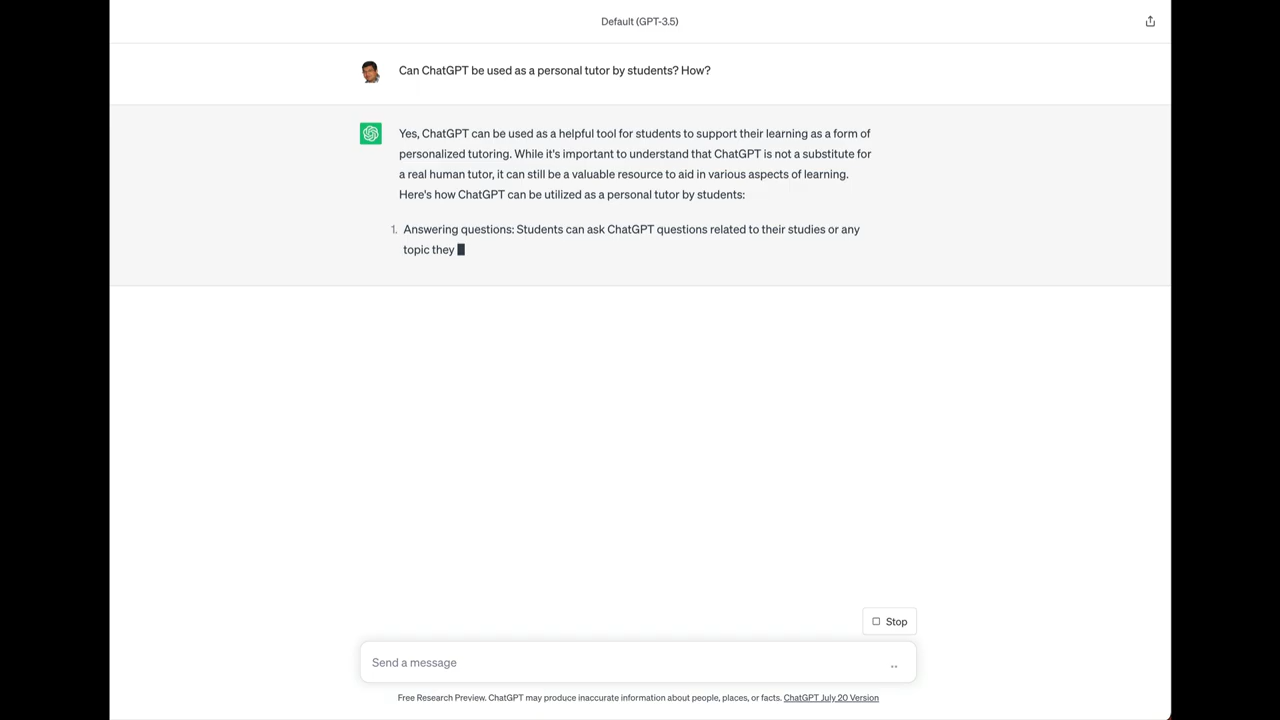 Default (GPT-3.5)
Can ChatGPT be used as a personal tutor by students? How?
Yes, ChatGPT can be used as a helpful tool for students to support their learning as a form of
personalized tutoring. While it's important to understand that ChatGPT is not a substitute for
a real human tutor, it can still be a valuable resource to aid in various aspects of learning.
Here's how ChatGPT can be utilized as a personal tutor by students:
1. Answering questions: Students can ask ChatGPT questions related to their studies or any
topic they
Stop
Send a message
Free Research Preview. ChatGPT may produce inaccurate information about people, places, or facts. ChatGPT July 20 Version